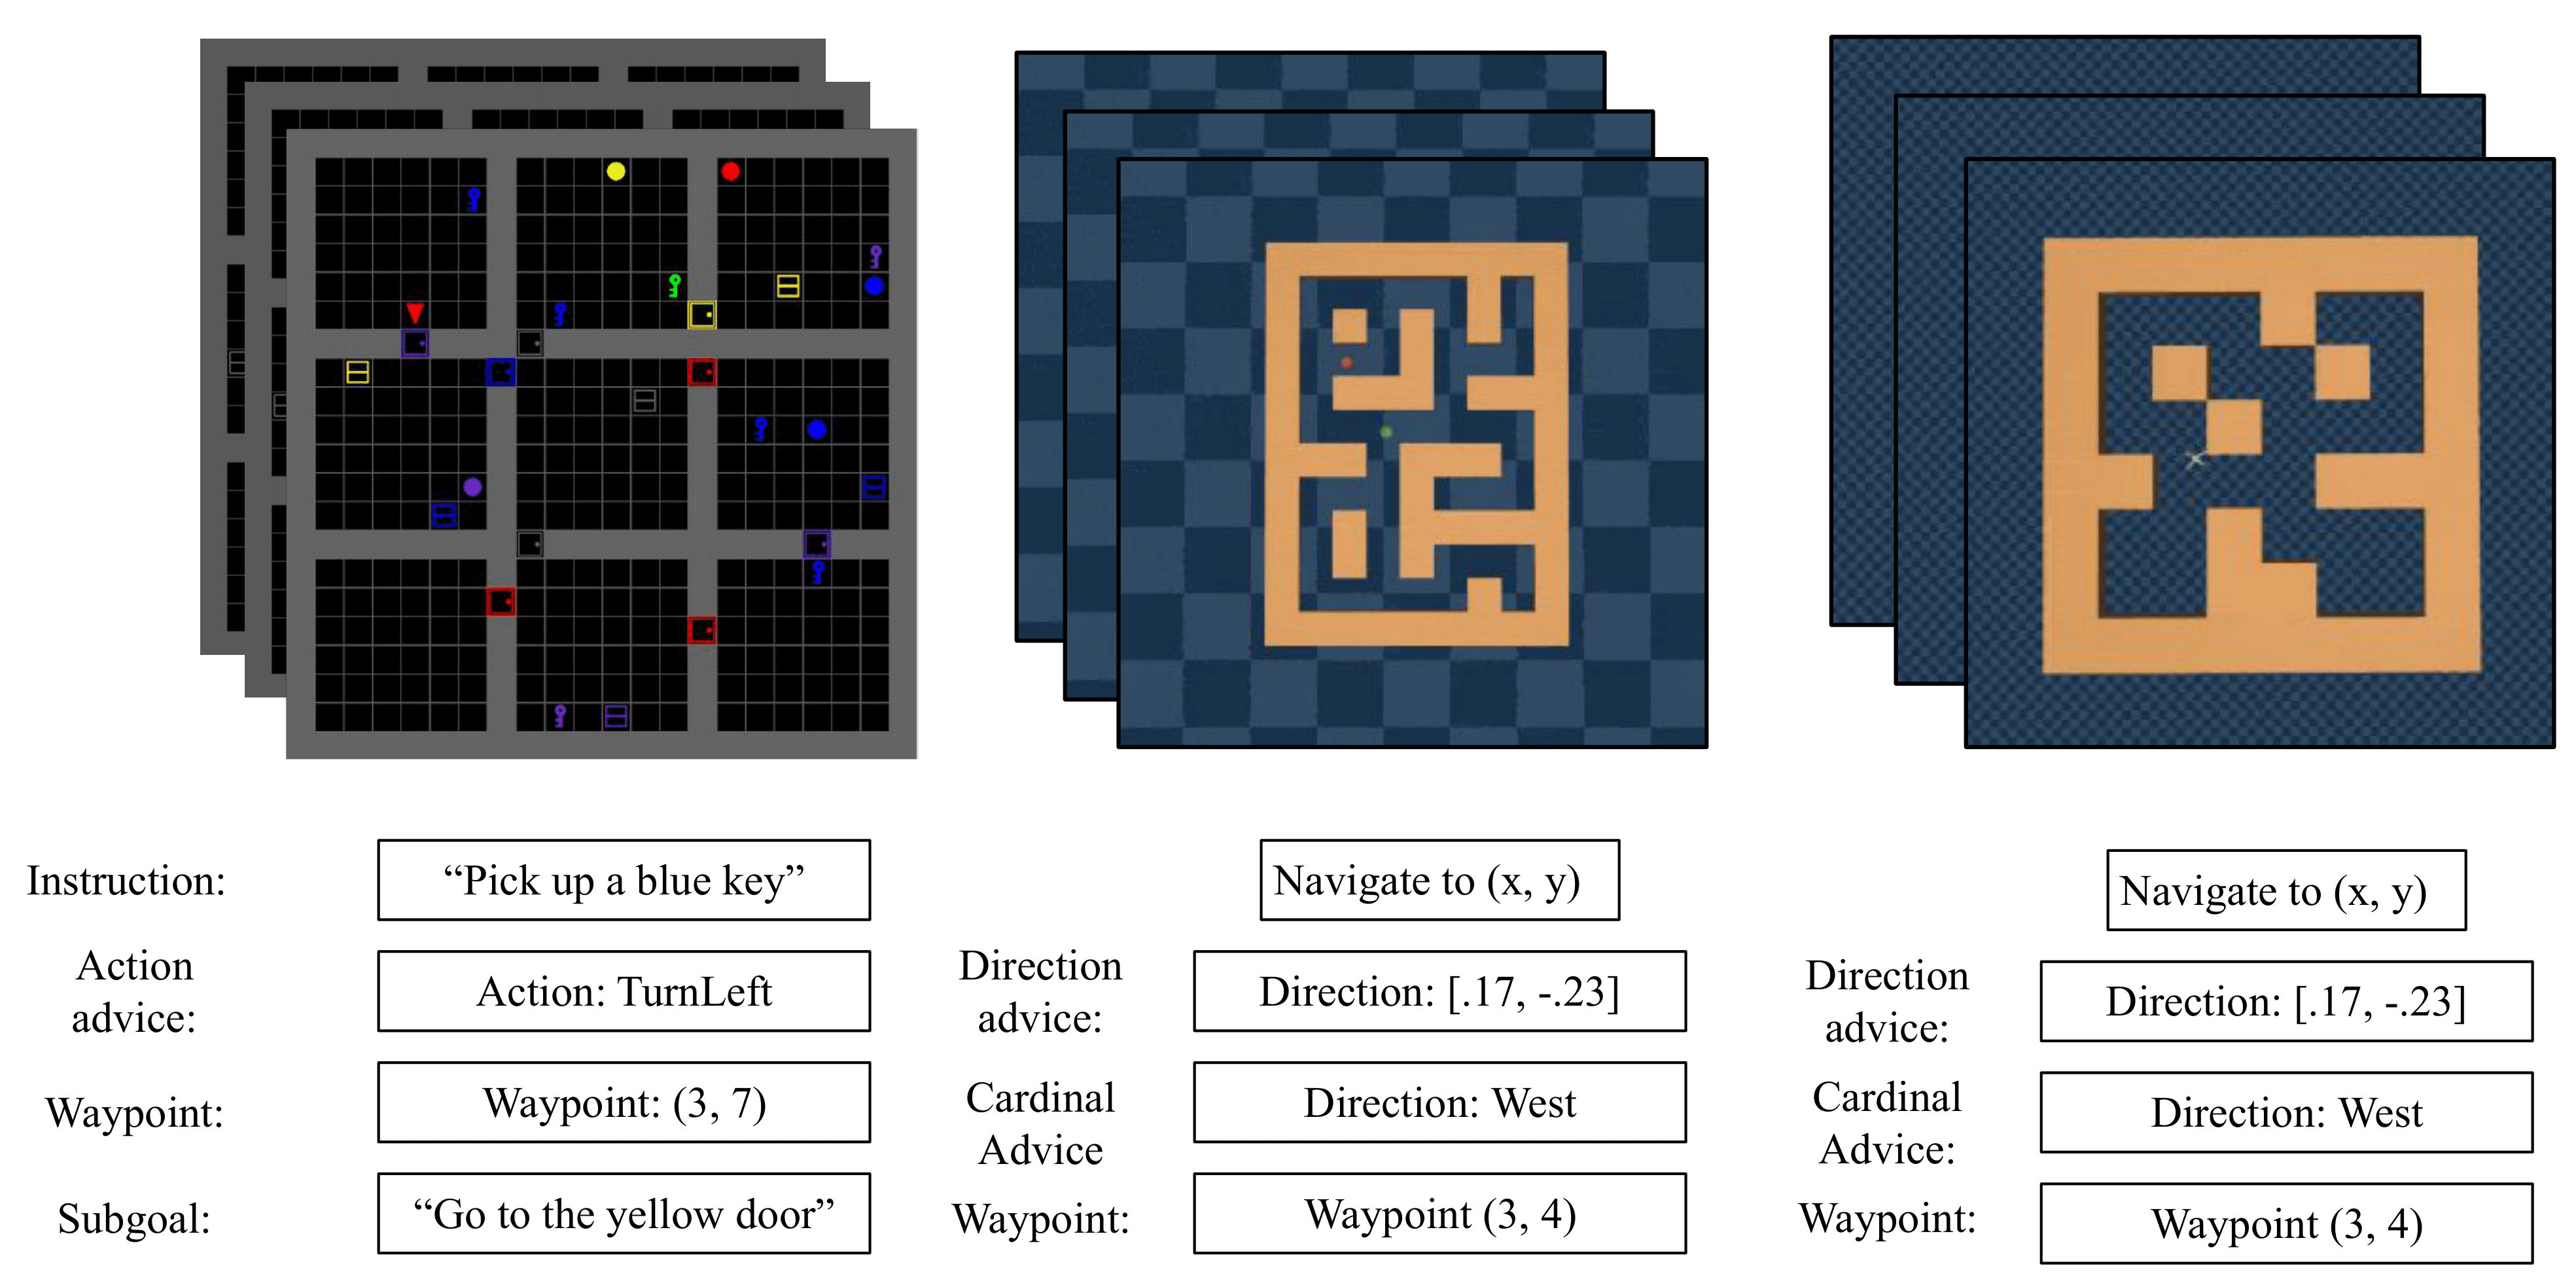 Instruction:
“Pick up a blue key”
Action
advice:
Action: TurnLeft
Waypoint:
Waypoint: (3, 7)
Subgoal:
“Go to the yellow door”
Navigate to (x, y)
Direction
advice:
Direction: [.17, -.23]
Cardinal
Advice
Direction: West
Waypoint:
Waypoint (3, 4)
Navigate to (x, y)
Direction
advice:
Direction: [.17, -.23]
Cardinal
Advice:
Direction: West
Waypoint:
Waypoint (3, 4)